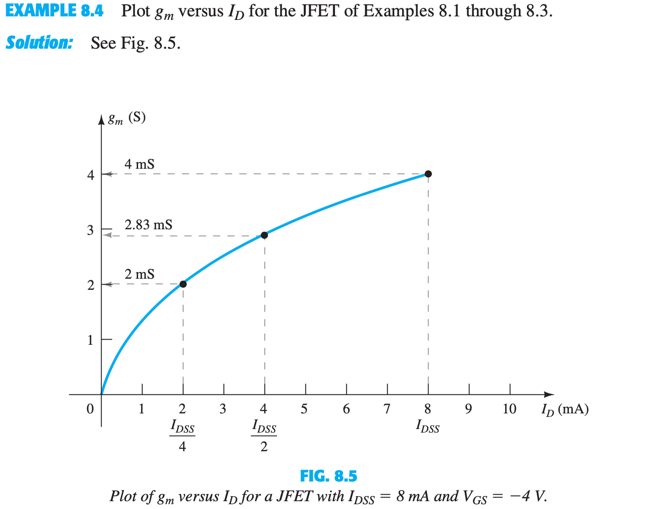 EXAMPLE 8.4 Plot gm versus ID for the JFET of Examples 8.1 through 8.3.
Solution: See Fig. 8.5.
gm (S)
4 mS
4
2.83 mS
3
2 mS
2
1
0 1 2 3 4 5 6 7 8 9 10 ID (mA)
IDSS IDSS IDSS
4 2
FIG. 8.5
Plot of gm versus ID for a JFET with IDSS = 8 mA and VGS = −4 V.